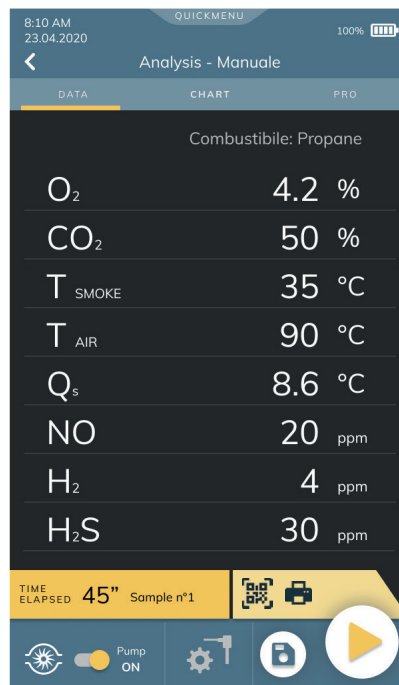 8:10 AM QUICKMENU 100%
23.04.2020
Analysis - Manuale
DATA CHART PRO
Combustibile: Propane
O₂ 4.2 %
CO₂ 50 %
T SMOKE 35 °C
T AIR 90 °C
Qs 8.6 °C
NO 20 ppm
H₂ 4 ppm
H₂S 30 ppm
TIME ELAPSED 45” Sample n°1
Pump
ON